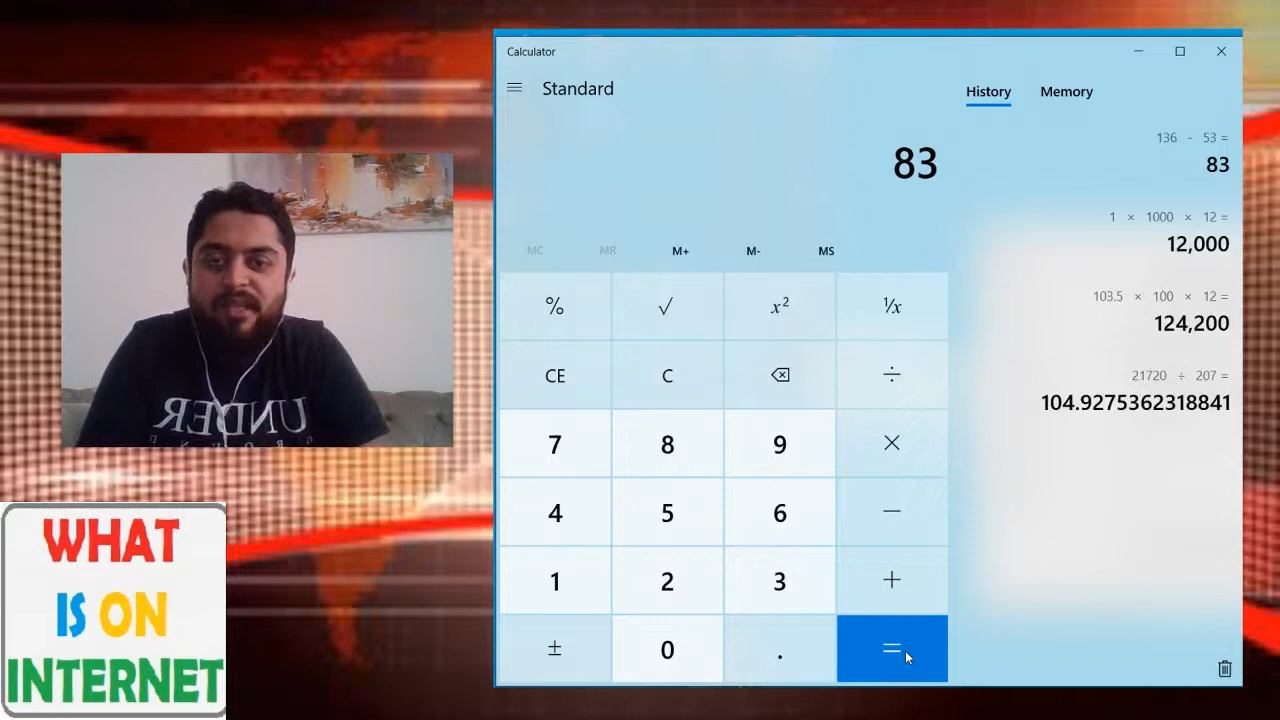 Calculator
Standard
History Memory
83
136 - 53 =
83
1 × 1000 × 12 =
12,000
103.5 × 100 × 12 =
124,200
21720 ÷ 207 =
104.9275362318841
MC MR M+ M- MS
% √ x² ¹/x
CE C ÷
7 8 9 ×
4 5 6 −
1 2 3 +
± 0 . =
UNDER
WHAT
IS ON
INTERNET